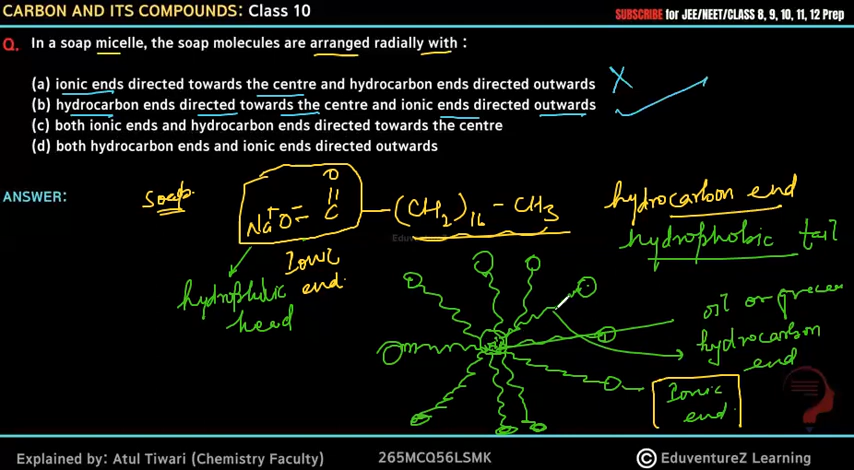 CARBON AND ITS COMPOUNDS: Class 10
SUBSCRIBE for JEE/NEET/CLASS 8, 9, 10, 11, 12 Prep
Q. In a soap micelle, the soap molecules are arranged radially with :
(a) ionic ends directed towards the centre and hydrocarbon ends directed outwards
(b) hydrocarbon ends directed towards the centre and ionic ends directed outwards
(c) both ionic ends and hydrocarbon ends directed towards the centre
(d) both hydrocarbon ends and ionic ends directed outwards
ANSWER:
Soap
O
||
Na⁺O⁻ – C – (CH₂)₁₆ – CH₃
Ionic
end.
hydrophilic
head
hydrocarbon end
hydrophobic tail
oil or grease
hydrocarbon
end
Ionic
end.
Explained by: Atul Tiwary (Chemistry Faculty)
265MCQ56LSMK
© EduventureZ Learning